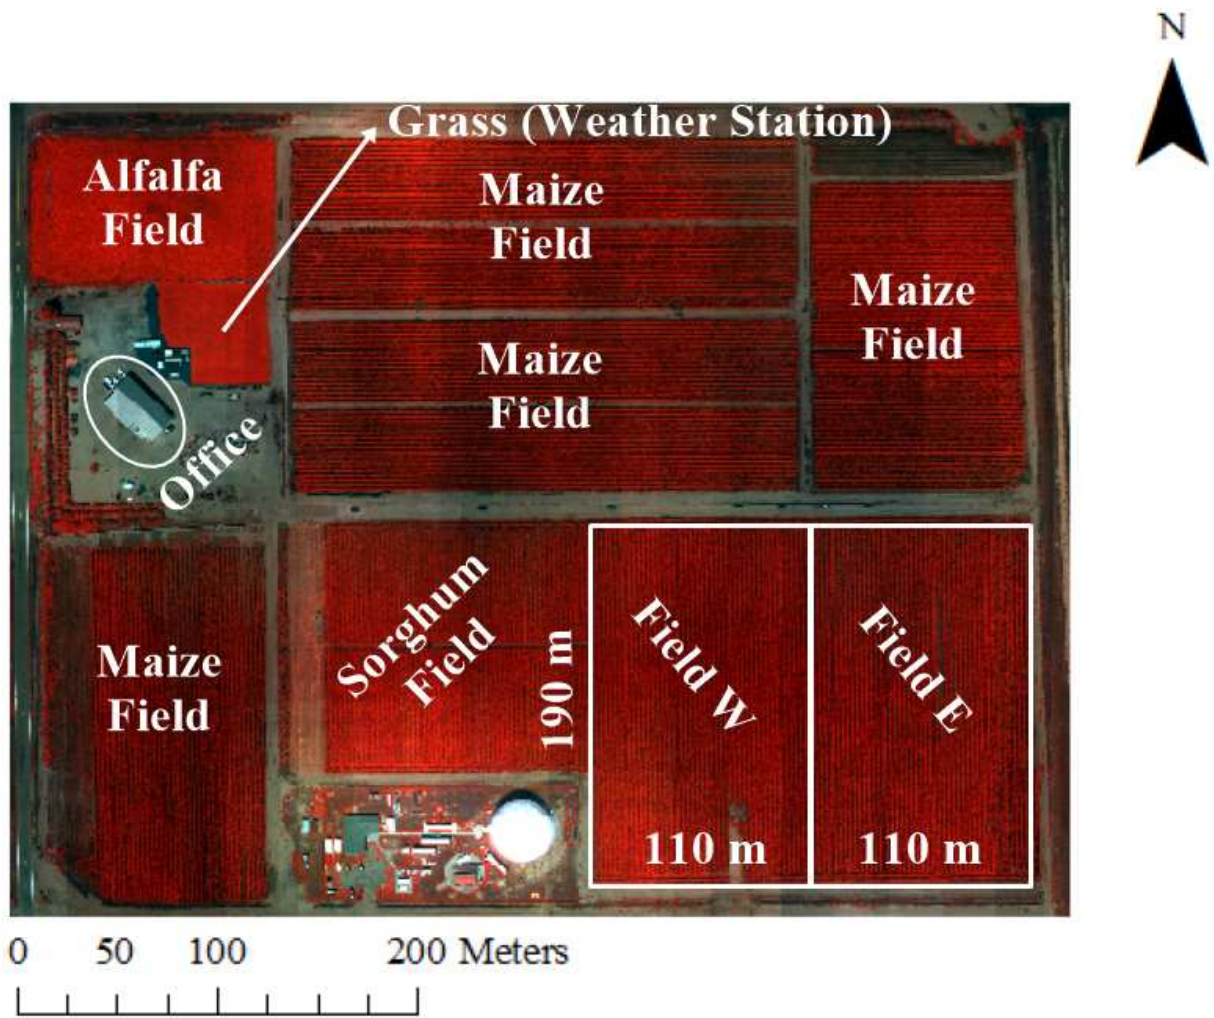 N
Grass (Weather Station)
Alfalfa
Field
Maize
Field
Maize
Field
Maize
Field
Office
Maize
Field
Sorghum
Field
190 m
Field W
Field E
110 m
110 m
0 50 100 200 Meters